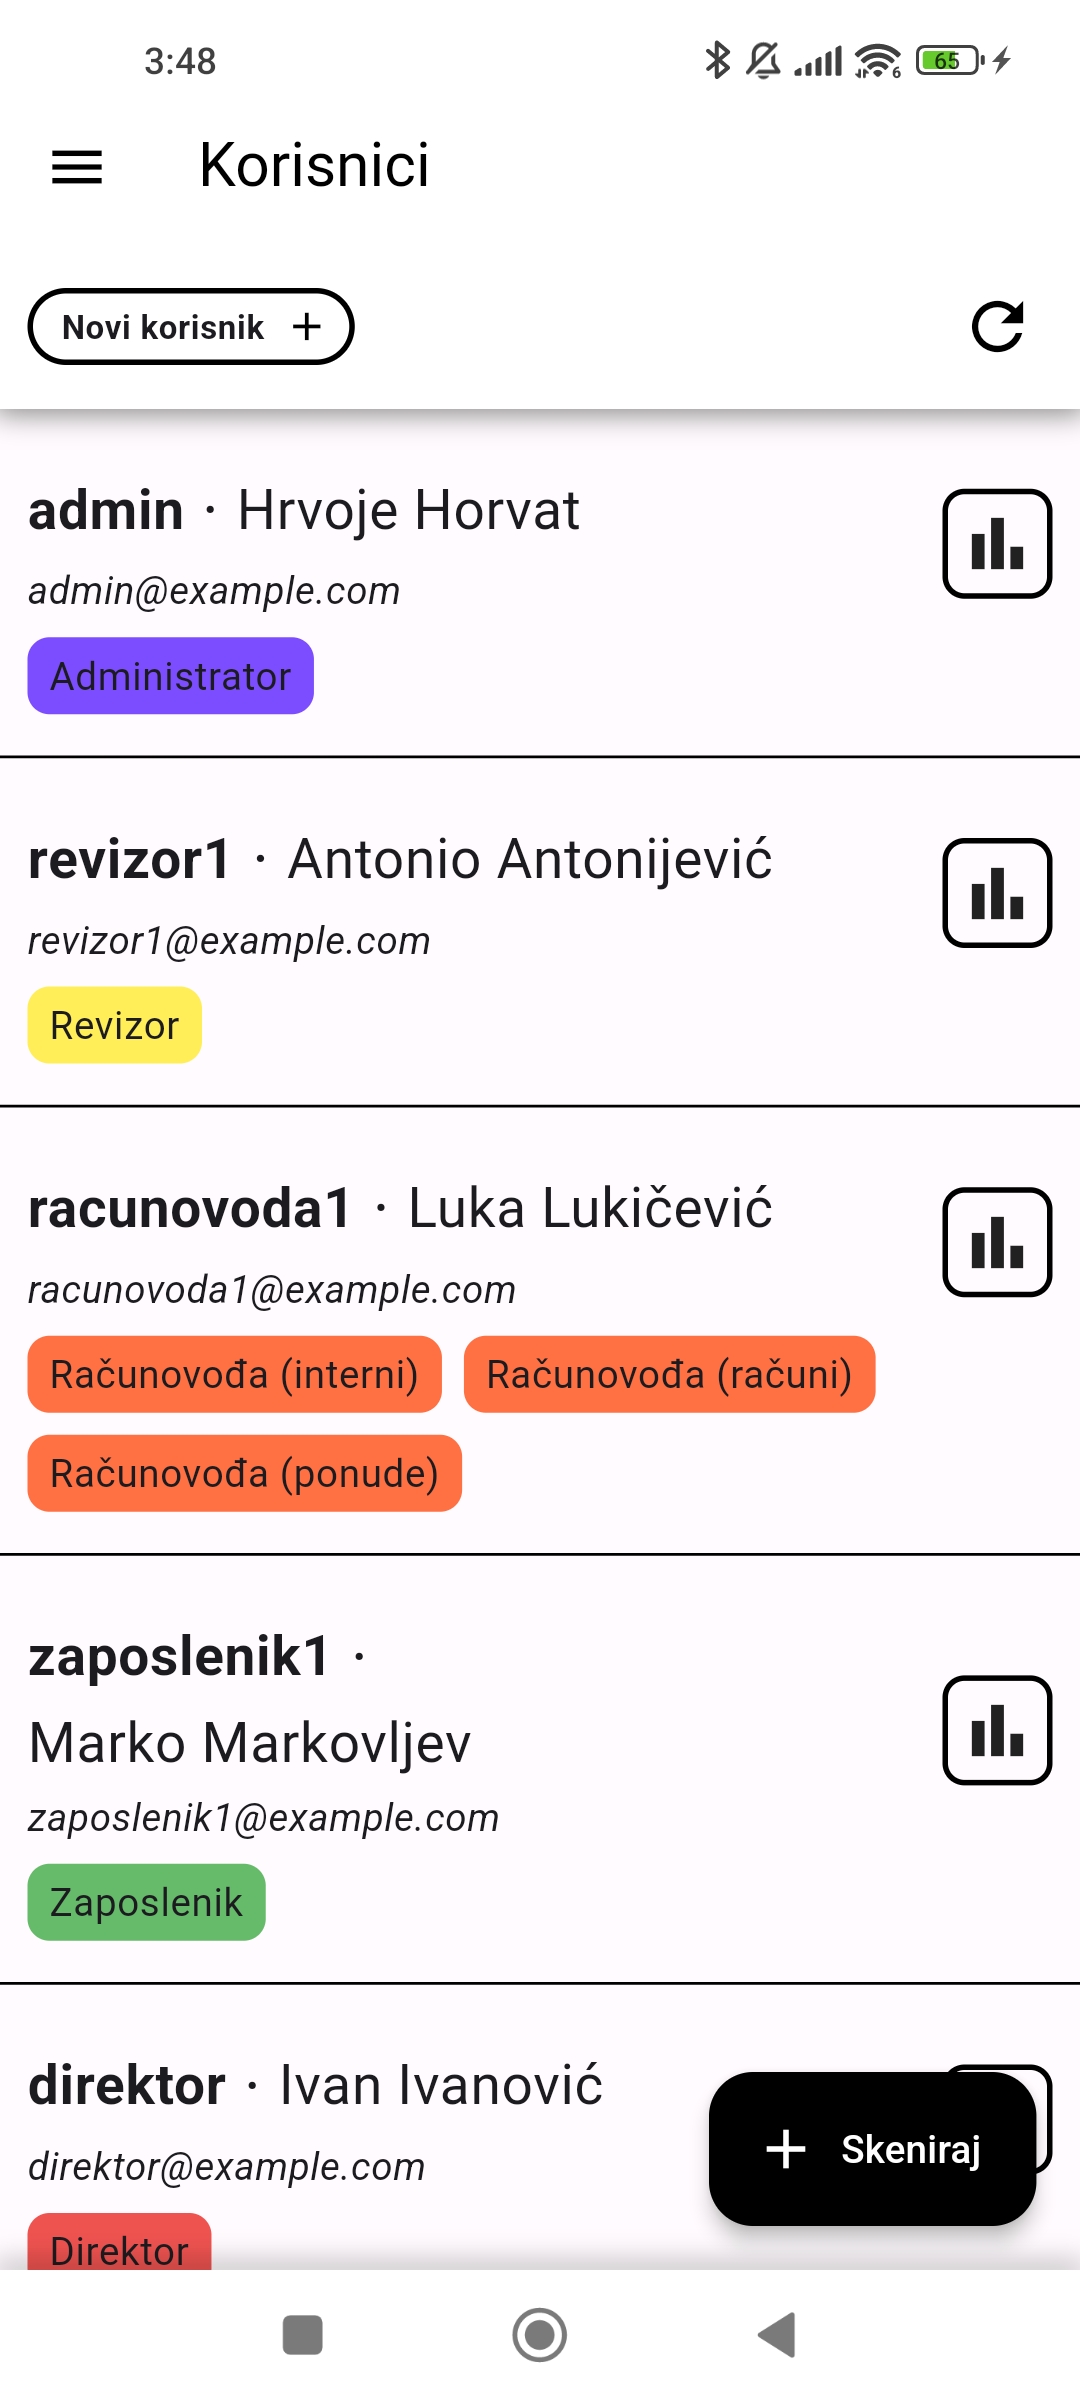 3:48
6
65
Korisnici
Novi korisnik
admin · Hrvoje Horvat
admin@example.com
Administrator
revizor1 · Antonio Antonijević
revizor1@example.com
Revizor
racunovoda1 · Luka Lukičević
racunovoda1@example.com
Računovođa (interni) Računovođa (računi)
Računovođa (ponude)
zaposlenik1 ·
Marko Markovljev
zaposlenik1@example.com
Zaposlenik
direktor · Ivan Ivanović
Skeniraj
direktor@example.com
Direktor